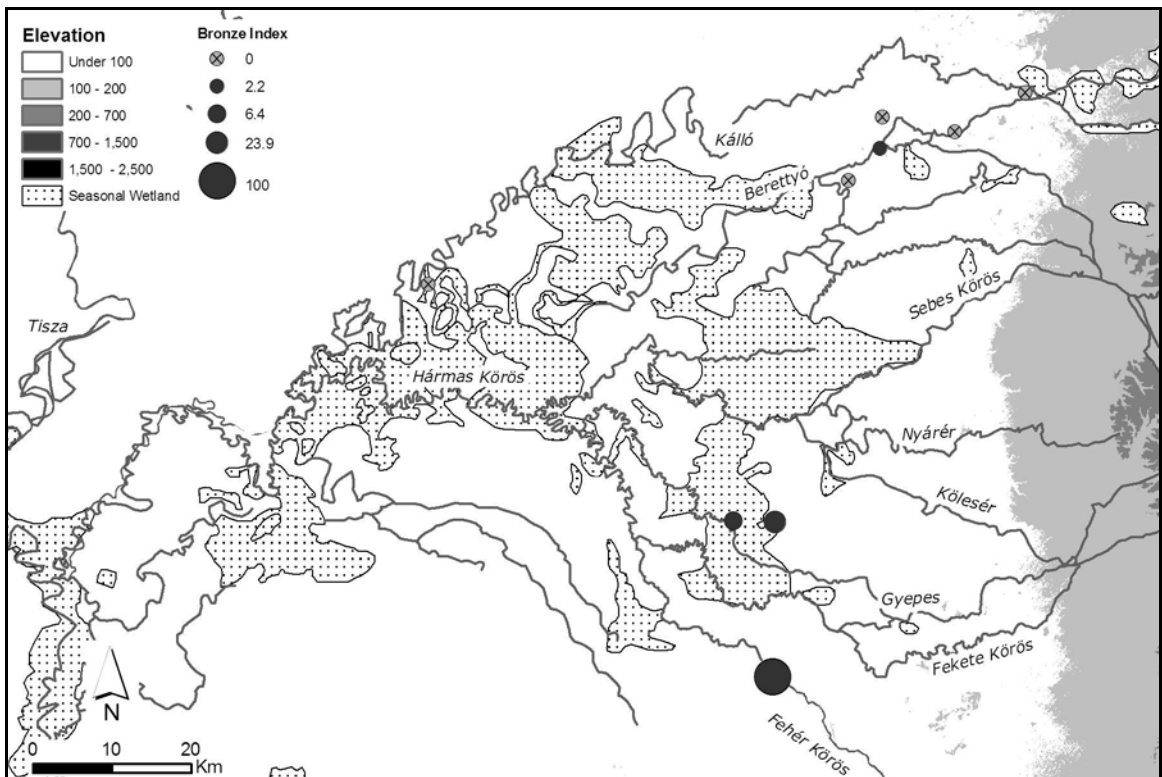 Elevation
Under 100
100 - 200
200 - 700
700 - 1,500
1,500 - 2,500
Seasonal Wetland
Bronze Index
0
2.2
6.4
23.9
100
Kálló
Berettyó
Sebes Körös
Tisza
Hármas Körös
Nyárér
Kölesér
Gyepes
Fekete Körös
Fehér Körös
N
0 10 20
Km